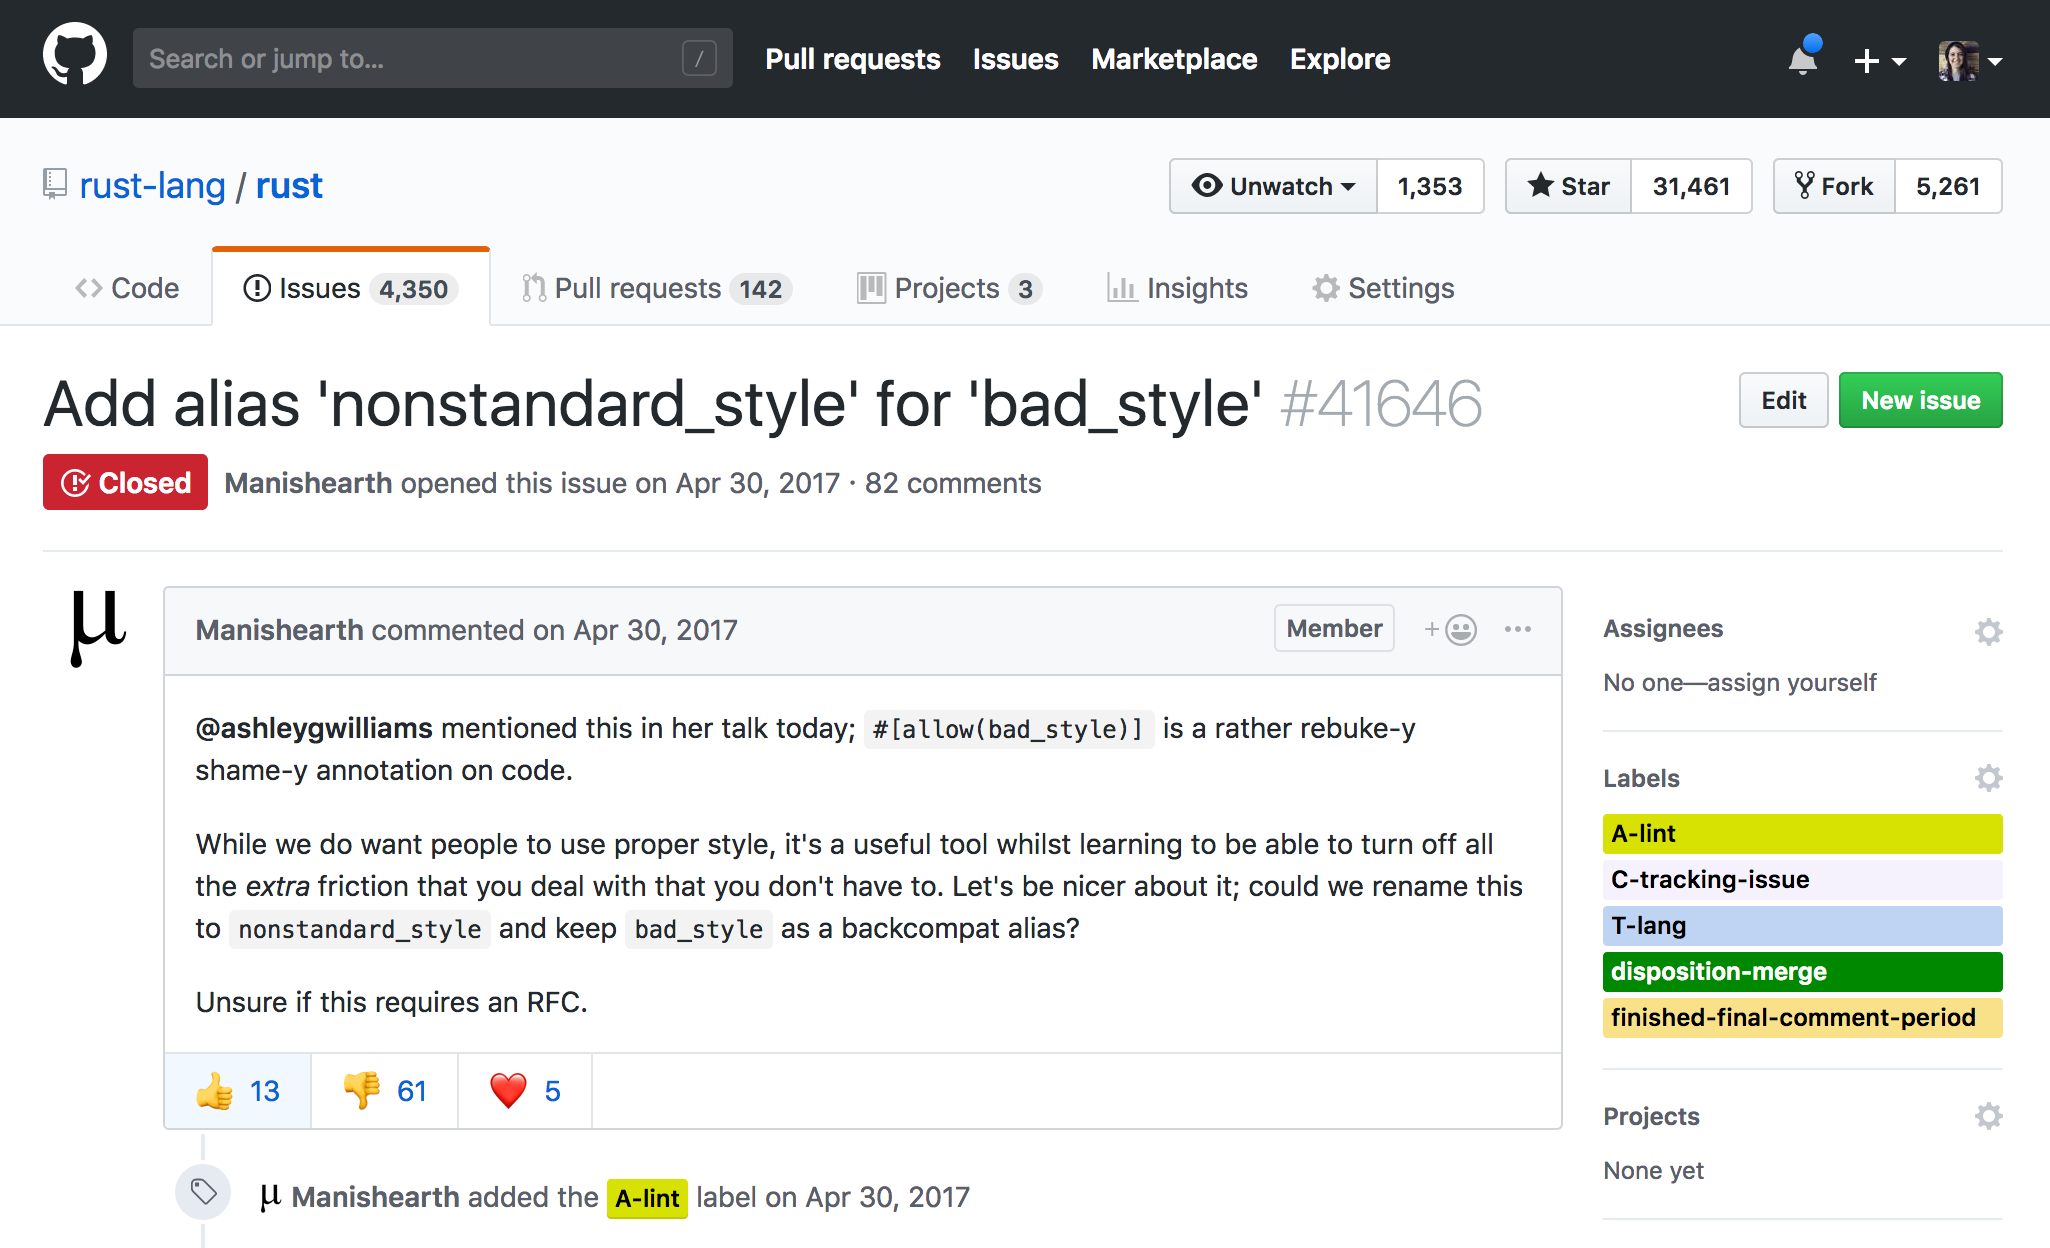 Search or jump to... /
Pull requests Issues Marketplace Explore
rust-lang / rust
Unwatch 1,353
Star 31,461
Fork 5,261
Code
Issues 4,350
Pull requests 142
Projects 3
Insights
Settings
Add alias 'nonstandard_style' for 'bad_style' #41646
Edit
New issue
Closed
Manishearth opened this issue on Apr 30, 2017 · 82 comments
µ
Manishearth commented on Apr 30, 2017
Member
@ashleygwilliams mentioned this in her talk today; #[allow(bad_style)] is a rather rebuke-y
shame-y annotation on code.
While we do want people to use proper style, it's a useful tool whilst learning to be able to turn off all
the extra friction that you deal with that you don't have to. Let's be nicer about it; could we rename this
to nonstandard_style and keep bad_style as a backcompat alias?
Unsure if this requires an RFC.
👍 13 👎 61 ❤️ 5
µ Manishearth added the A-lint label on Apr 30, 2017
Assignees
No one—assign yourself
Labels
A-lint
C-tracking-issue
T-lang
disposition-merge
finished-final-comment-period
Projects
None yet